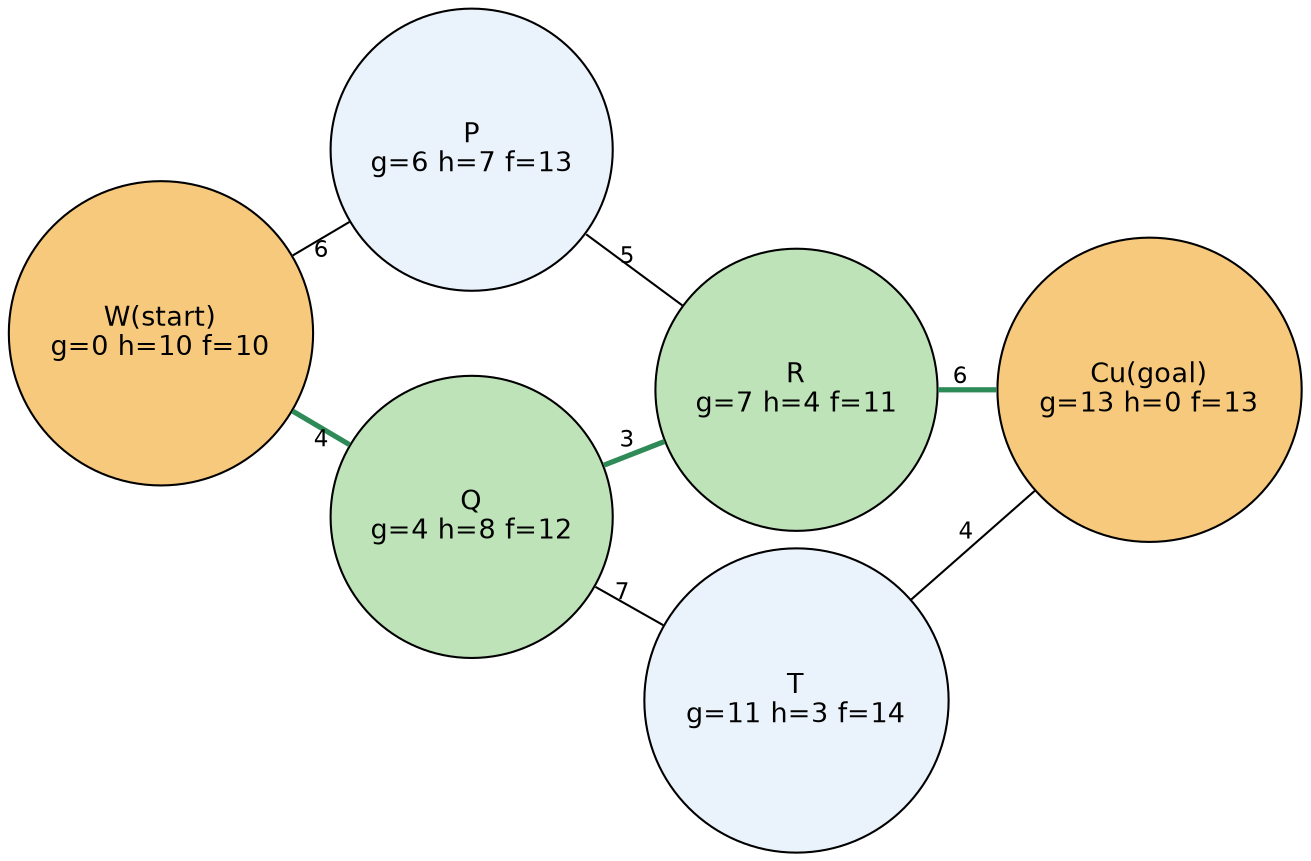 P
g=6 h=7 f=13
6
5
W(start)
g=0 h=10 f=10
R
g=7 h=4 f=11
6
Cu(goal)
g=13 h=0 f=13
4
3
Q
g=4 h=8 f=12
4
7
T
g=11 h=3 f=14